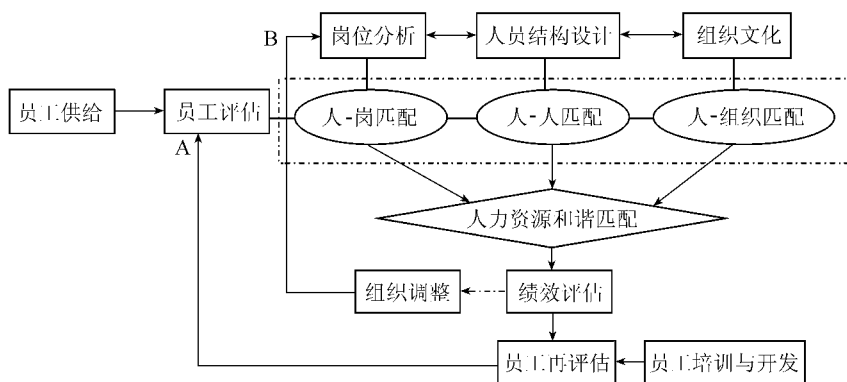 B
岗位分析
人员结构设计
组织文化
员工供给
员工评估
人-岗匹配
人-人匹配
人-组织匹配
A
人力资源和谐匹配
组织调整
绩效评估
员工再评估
员工培训与开发